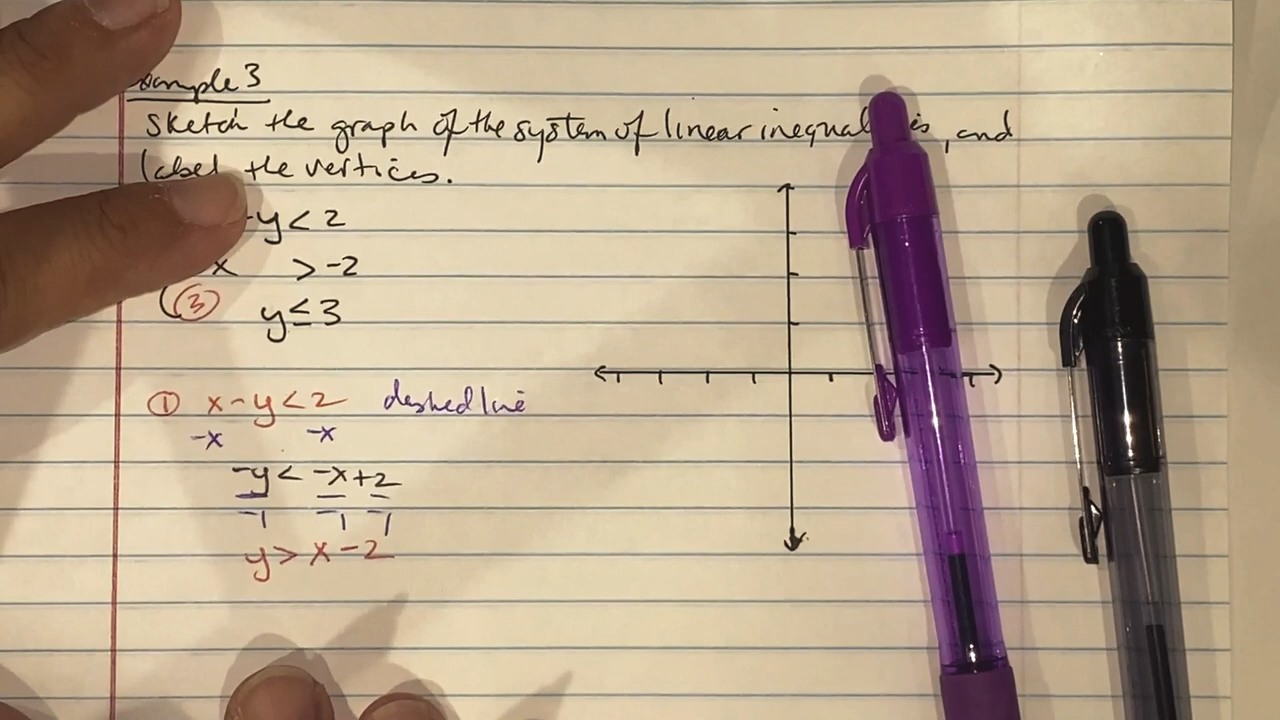 Example 3
Sketch the graph of the system of linear inequalities, and
label the vertices.
-y < 2
x > -2
③ y ≤ 3
① x - y < 2 dashed line
-x -x
-y < -x + 2
-1 -1 -1
y > x - 2